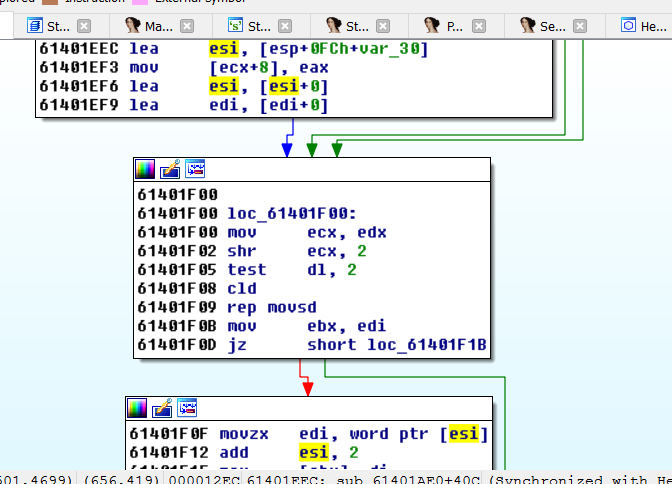 plored Instruction External symbol
St... Ma... St... St... P... Se... He...
61401EEC lea esi, [esp+0FCh+var_30]
61401EF3 mov [ecx+8], eax
61401EF6 lea esi, [esi+0]
61401EF9 lea edi, [edi+0]
61401F00
61401F00 loc_61401F00:
61401F00 mov ecx, edx
61401F02 shr ecx, 2
61401F05 test dl, 2
61401F08 cld
61401F09 rep movsd
61401F0B mov ebx, edi
61401F0D jz short loc_61401F1B
61401F0F movzx edi, word ptr [esi]
61401F12 add esi, 2
501,4699) (656,419) 000012EC 61401EEC: sub_61401AE0+40C (Synchronized with He